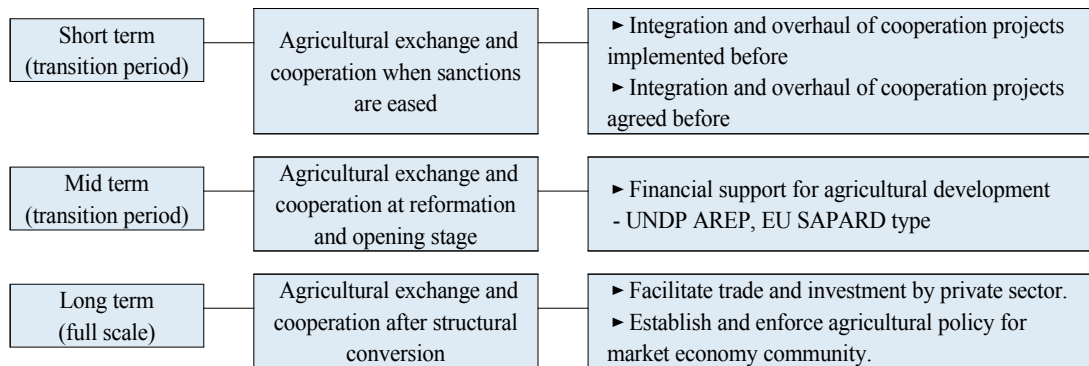 Short term
(transition period)
Agricultural exchange and
cooperation when sanctions
are eased
► Integration and overhaul of cooperation projects
implemented before
► Integration and overhaul of cooperation projects
agreed before
Mid term
(transition period)
Agricultural exchange and
cooperation at reformation
and opening stage
► Financial support for agricultural development
- UNDP AREP, EU SAPARD type
Long term
(full scale)
Agricultural exchange and
cooperation after structural
conversion
► Facilitate trade and investment by private sector.
► Establish and enforce agricultural policy for
market economy community.